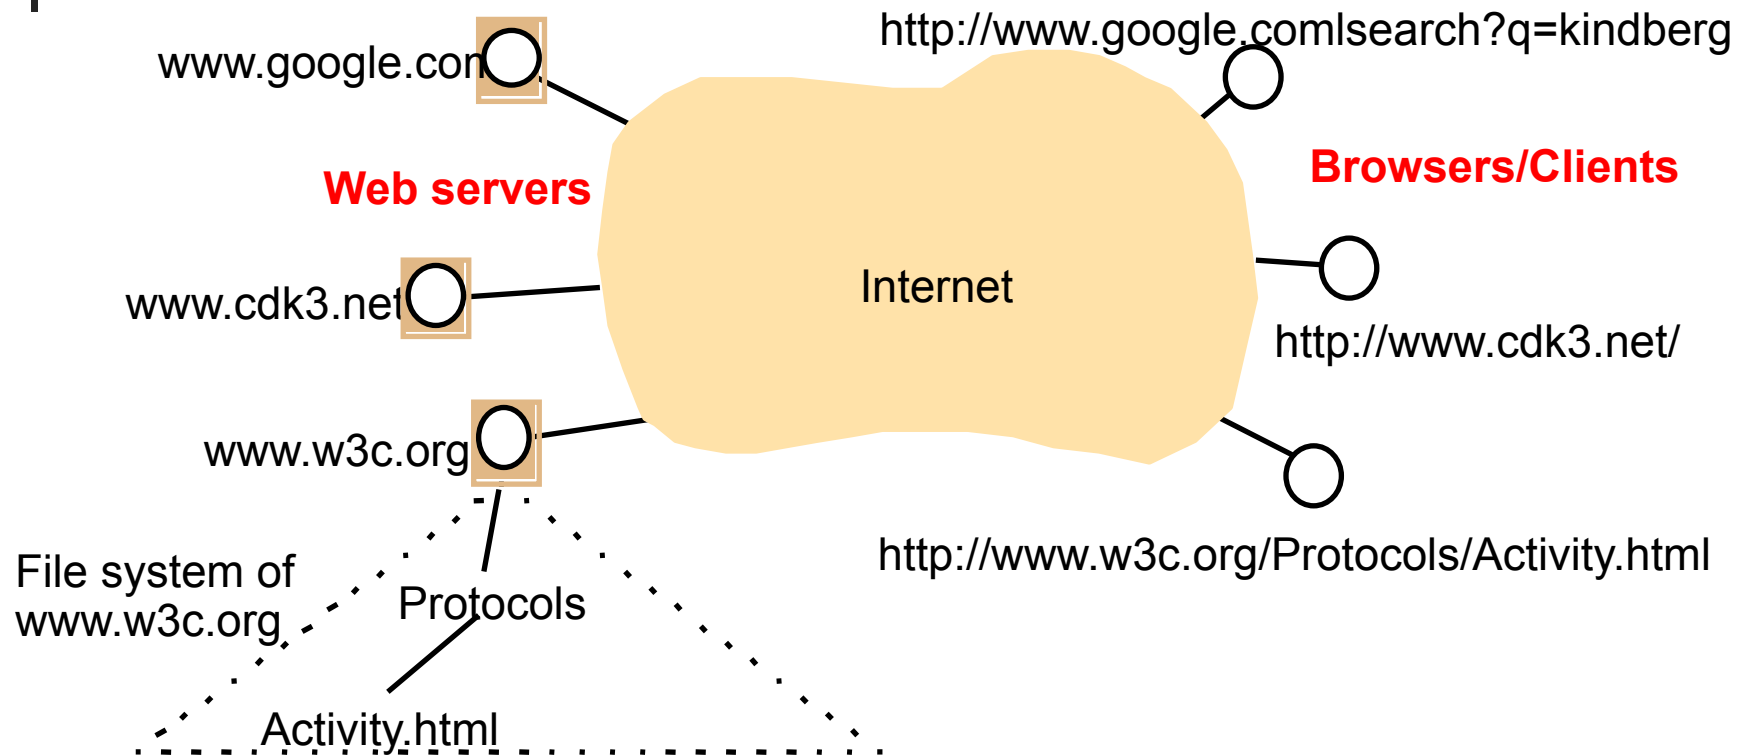 http://www.google.comlsearch?q=kindberg
www.google.com
Browsers/Clients
Web servers
Internet
www.cdk3.net
http://www.cdk3.net/
www.w3c.org
http://www.w3c.org/Protocols/Activity.html
File system of
www.w3c.org
Protocols
Activity.html